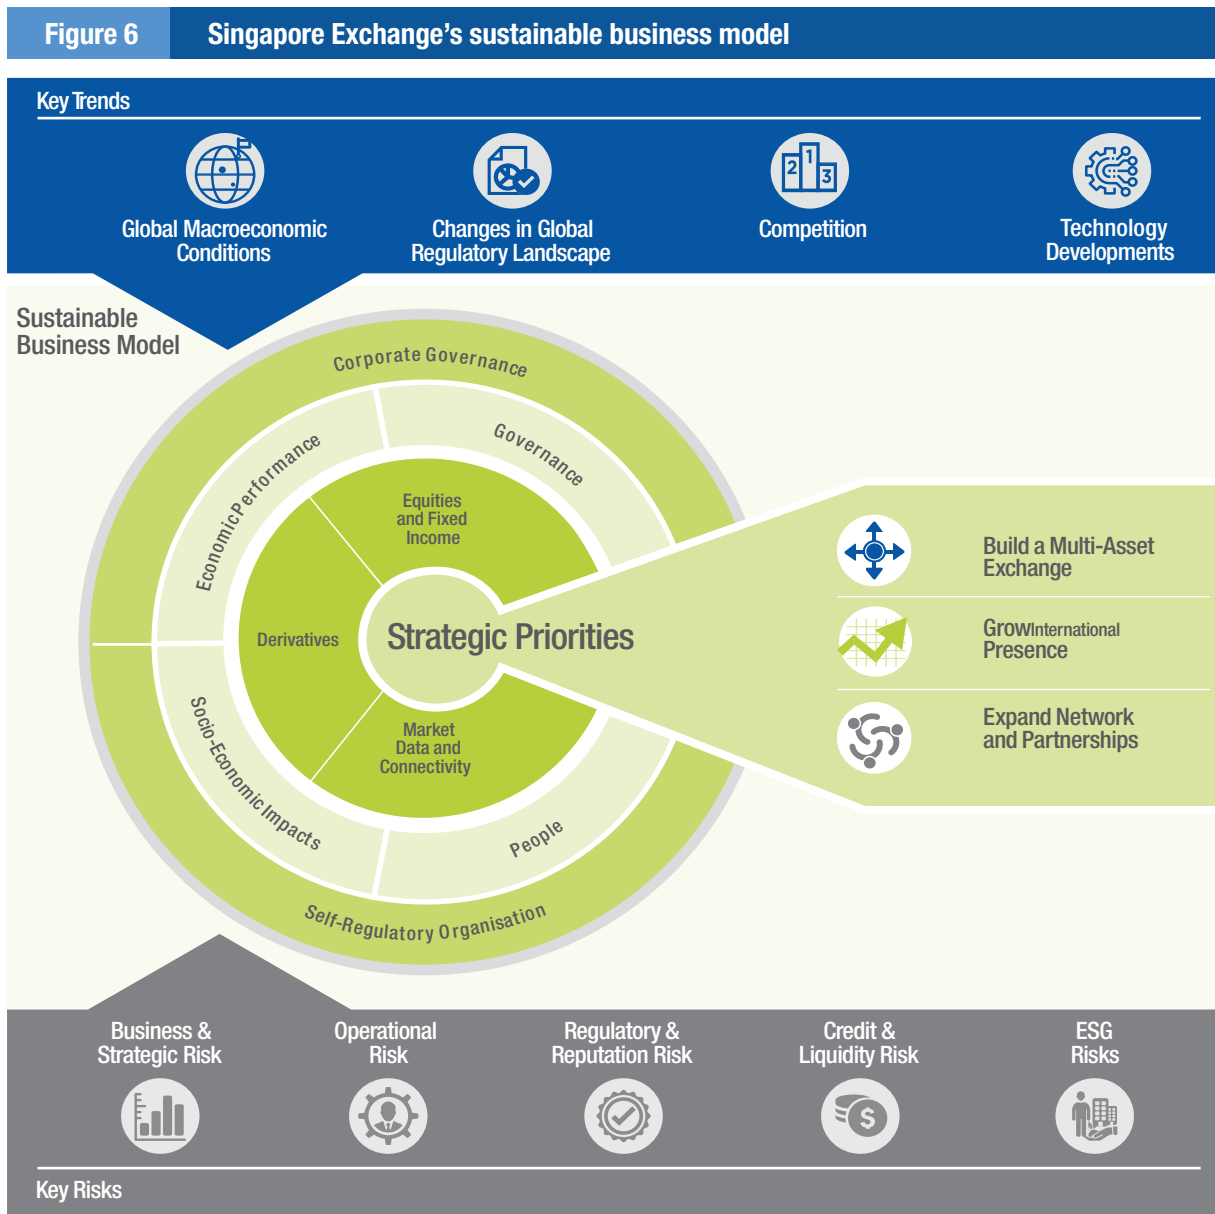 Figure 6
Singapore Exchange's sustainable business model
Key Trends
Global Macroeconomic
Conditions
Changes in Global
Regulatory Landscape
2
1
3
Competition
Technology
Developments
Sustainable
Business Model
Corporate Governance
Economic Performance
Governance
Equities
and Fixed
Income
Derivatives
Strategic Priorities
Market
Data and
Connectivity
Socio-Economic Impacts
People
Self-Regulatory Organisation
Build a Multi-Asset
Exchange
Grow International
Presence
Expand Network
and Partnerships
Business &
Strategic Risk
Operational
Risk
Regulatory &
Reputation Risk
Credit &
Liquidity Risk
$
ESG
Risks
Key Risks